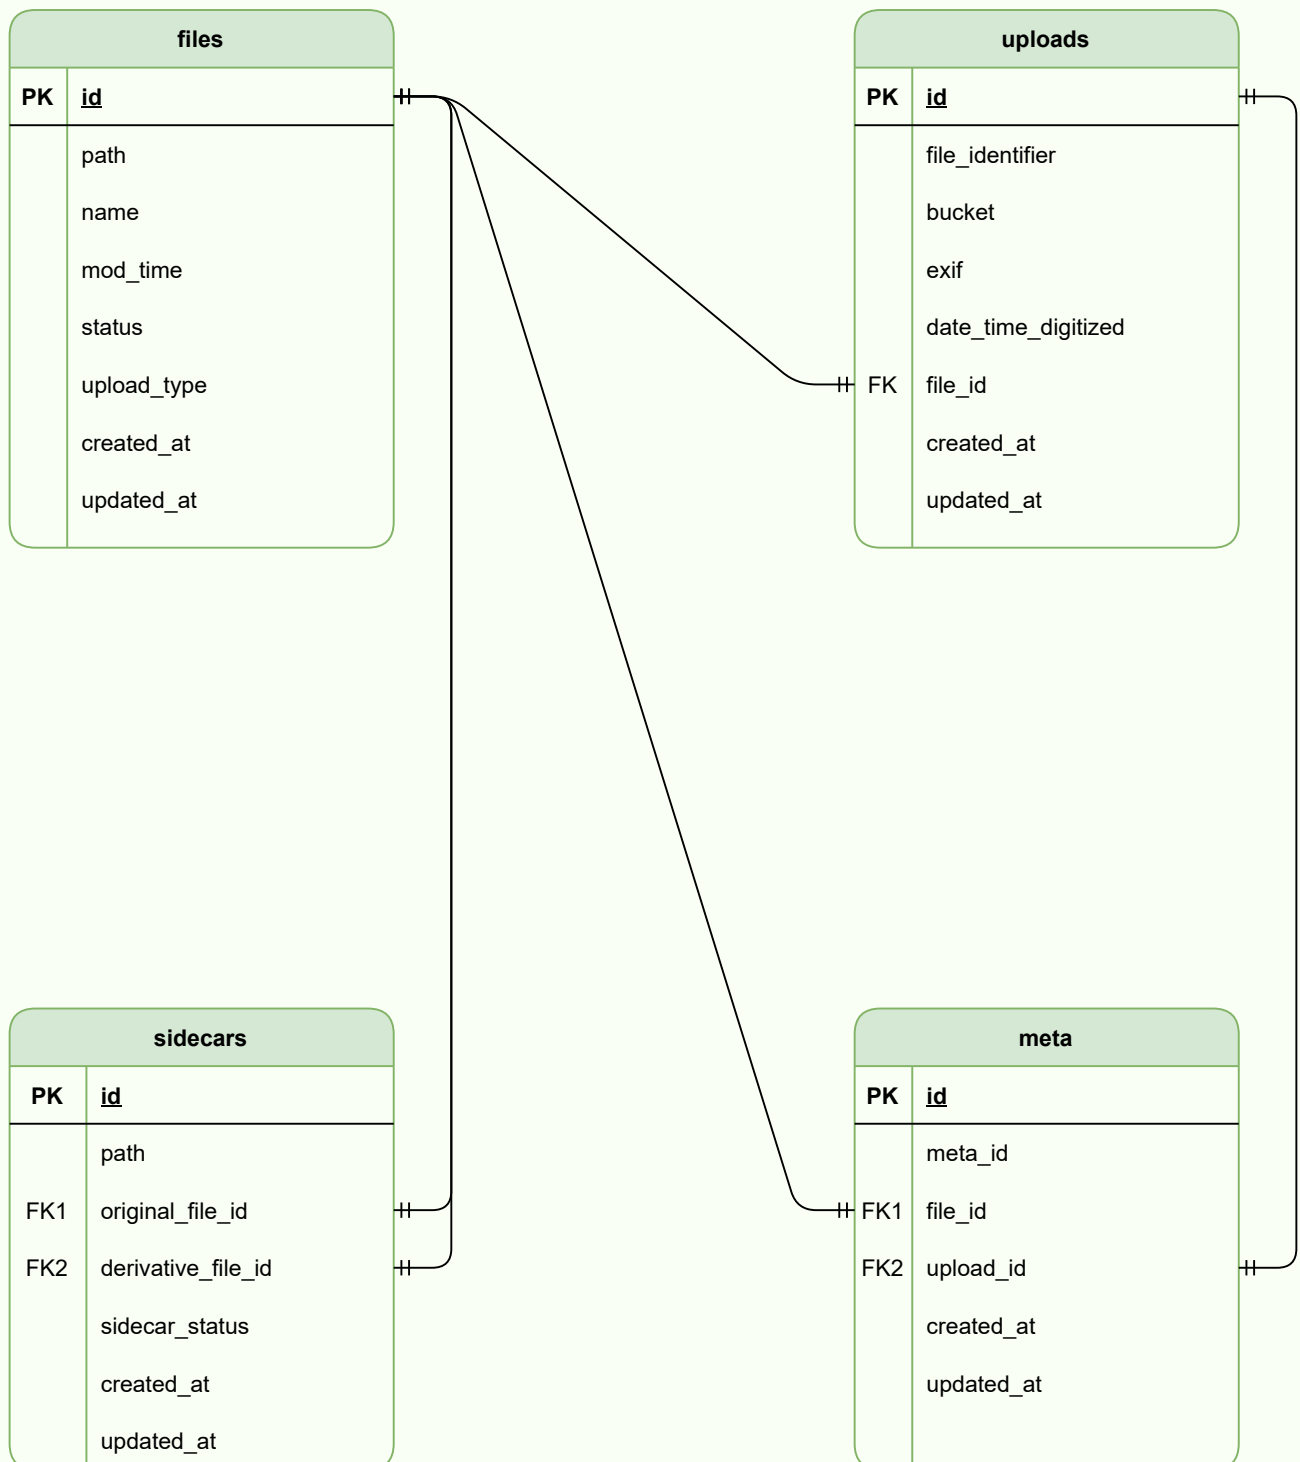 files
PK id
path
name
mod_time
status
upload_type
created_at
updated_at
uploads
PK id
file_identifier
bucket
exif
date_time_digitized
FK file_id
created_at
updated_at
sidecars
PK id
path
FK1 original_file_id
FK2 derivative_file_id
sidecar_status
created_at
updated_at
meta
PK id
meta_id
FK1 file_id
FK2 upload_id
created_at
updated_at